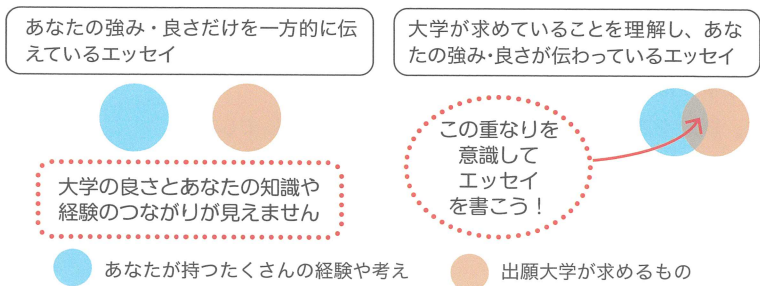 あなたの強み・良さだけを一方的に伝
えているエッセイ
大学の良さとあなたの知識や
経験のつながりが見えません
大学が求めていることを理解し、あな
たの強み・良さが伝わっているエッセイ
この重なりを
意識して
エッセイ
を書こう！
あなたが持つたくさんの経験や考え
出願大学が求めるもの